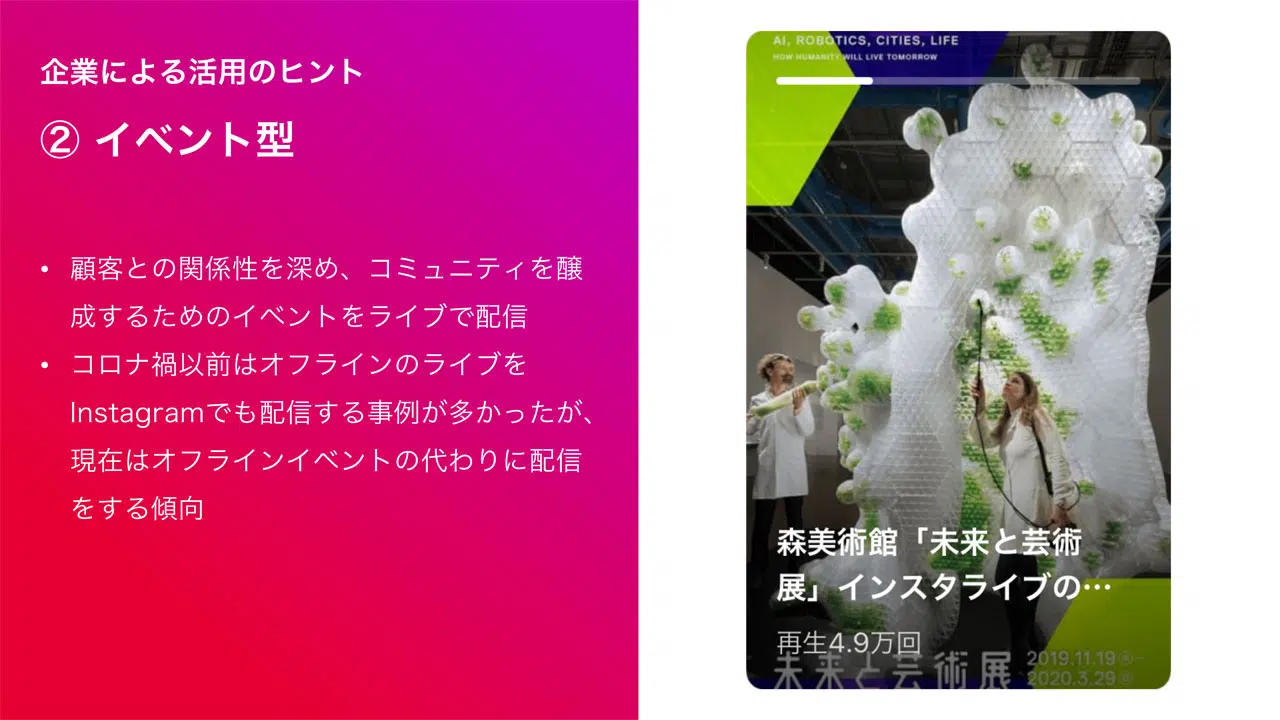 企業による活用のヒント
② イベント型
• 顧客との関係性を深め、コミュニティを醸
成するためのイベントをライブで配信
• コロナ禍以前はオフラインのライブを
Instagramでも配信する事例が多かったが、
現在はオフラインイベントの代わりに配信
をする傾向
AI, ROBOTICS, CITIES, LIFE
HOW HUMANITY WILL LIVE TOMORROW
森美術館「未来と芸術
展」インスタライブの…
再生4.9万回
未来と芸術展
2019.11.19㊋–
2020.3.29㊐